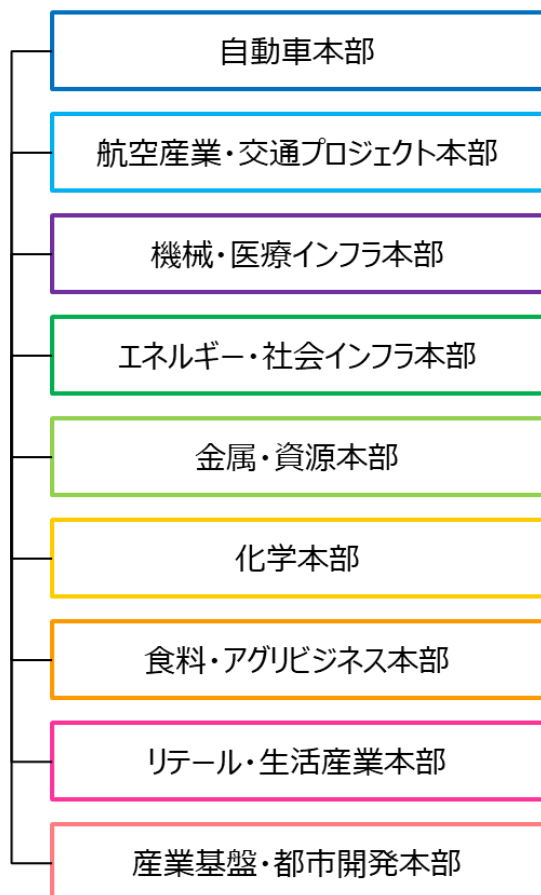 自動車本部
航空産業・交通プロジェクト本部
機械・医療インフラ本部
エネルギー・社会インフラ本部
金属・資源本部
化学本部
食料・アグリビジネス本部
リテール・生活産業本部
産業基盤・都市開発本部